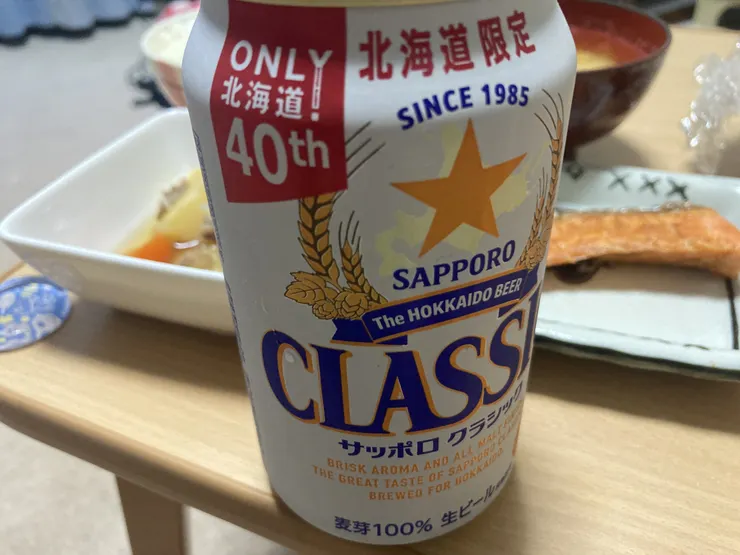 ONLY
北海道!
40th
北海道 限定
SINCE 1985
SAPPORO
The HOKKAIDO BEER
CLASSI
サッポロ クラシック
BRISK AROMA AND ALL MALT
THE GREAT TASTE OF SAPPORO CLASS
BREWED FOR HOKKAIDO
麦芽100% 生ビール